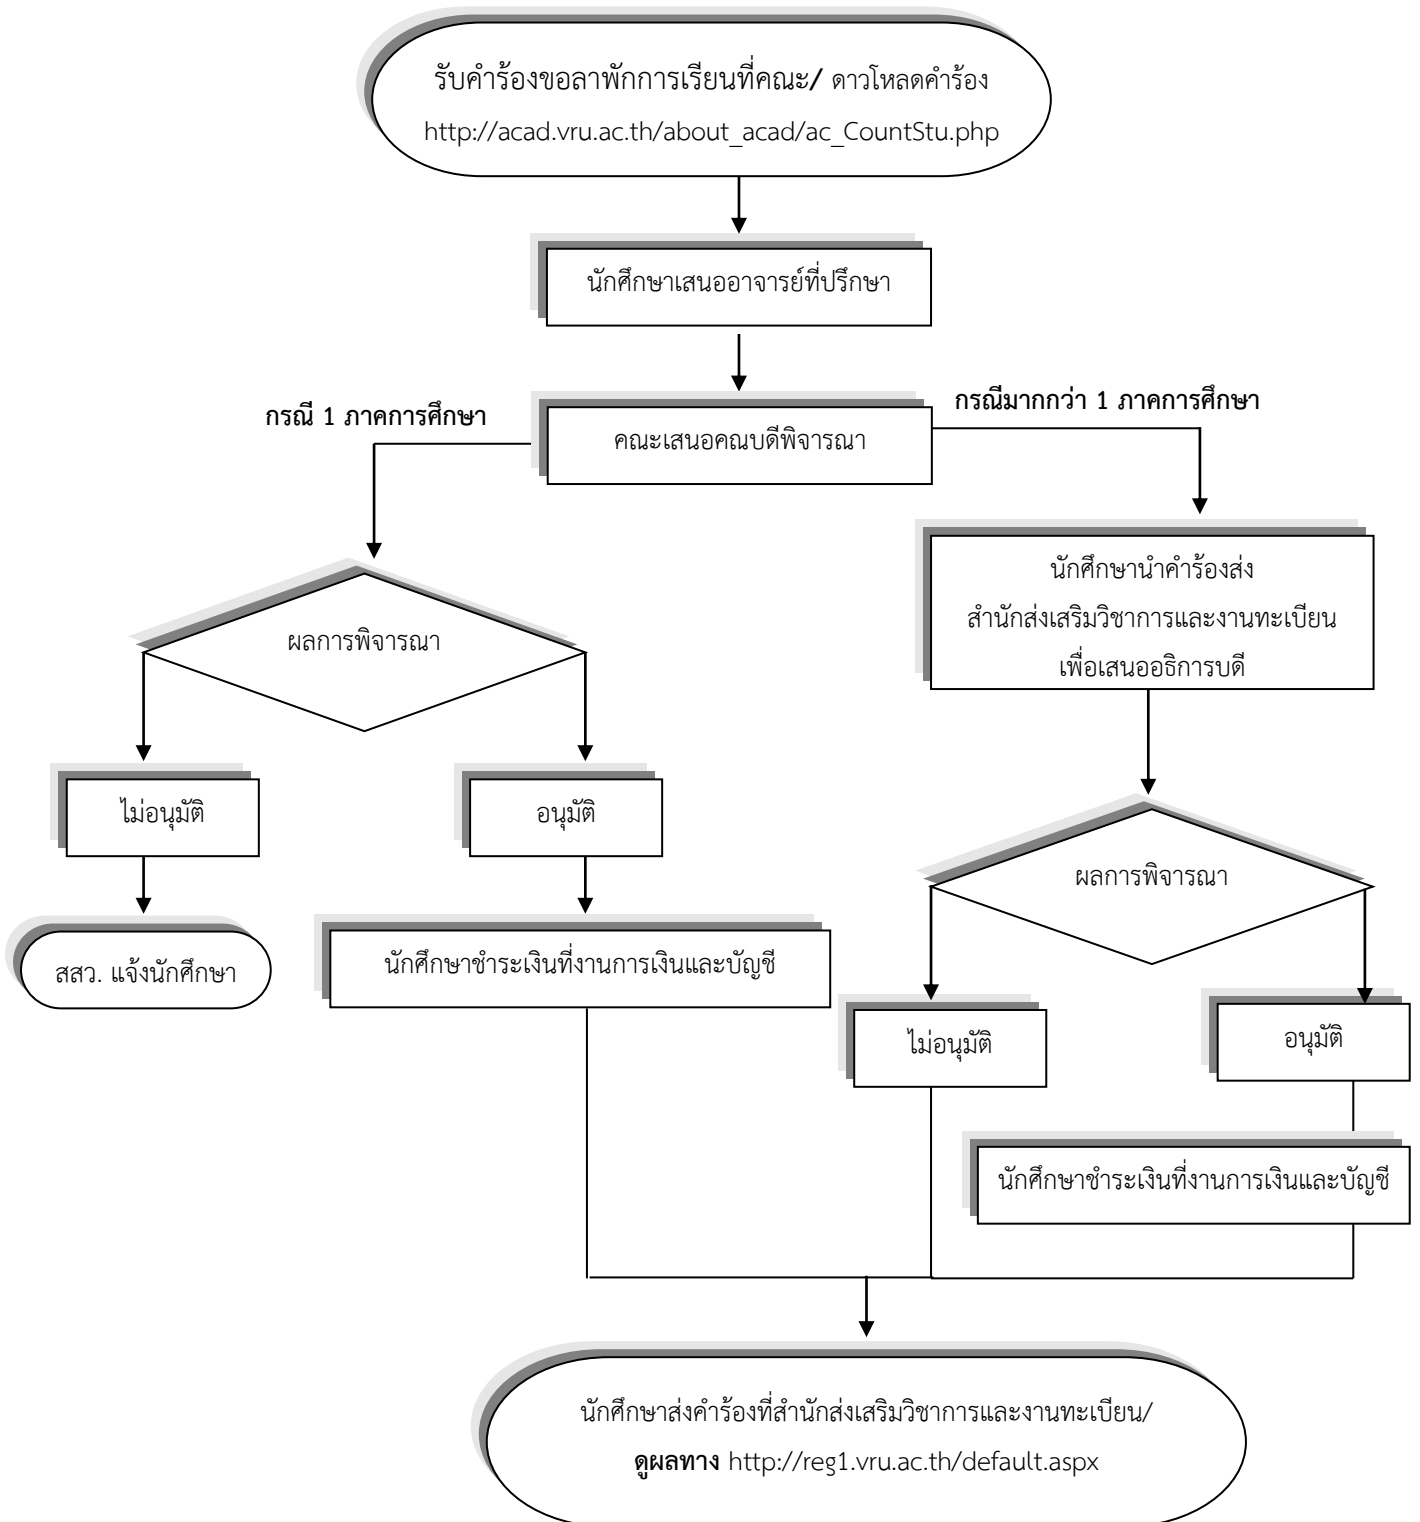 รับคำร้องขอลาพักการเรียนที่คณะ/ ดาวโหลดคำร้อง
http://acad.vru.ac.th/about_acad/ac_CountStu.php
นักศึกษาเสนออาจารย์ที่ปรึกษา
กรณี 1 ภาคการศึกษา
คณะเสนอคณบดีพิจารณา
กรณีมากกว่า 1 ภาคการศึกษา
ผลการพิจารณา
นักศึกษานำคำร้องส่ง
สำนักส่งเสริมวิชาการและงานทะเบียน
เพื่อเสนออธิการบดี
ไม่อนุมัติ
อนุมัติ
ผลการพิจารณา
สสว. แจ้งนักศึกษา
นักศึกษาชำระเงินที่งานการเงินและบัญชี
ไม่อนุมัติ
อนุมัติ
นักศึกษาชำระเงินที่งานการเงินและบัญชี
นักศึกษาส่งคำร้องที่สำนักส่งเสริมวิชาการและงานทะเบียน/
ดูผลทาง http://reg1.vru.ac.th/default.aspx